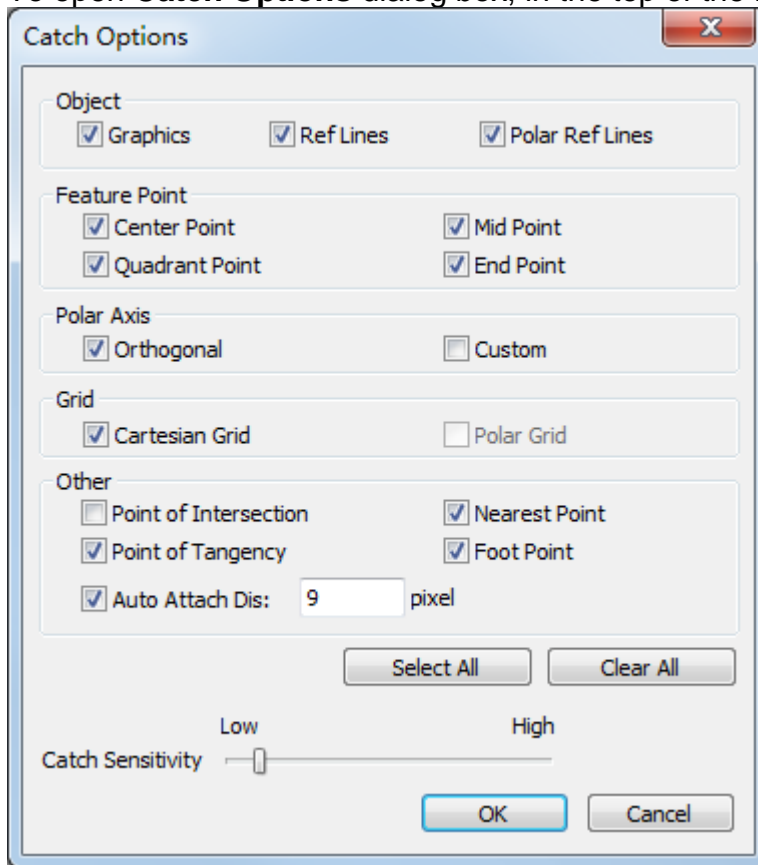 Catch Options
Object
Graphics Ref Lines Polar Ref Lines
Feature Point
Center Point Mid Point
Quadrant Point End Point
Polar Axis
Orthogonal Custom
Grid
Cartesian Grid Polar Grid
Other
Point of Intersection Nearest Point
Point of Tangency Foot Point
Auto Attach Dis: 9 pixel
Select All Clear All
Low High
Catch Sensitivity
OK Cancel